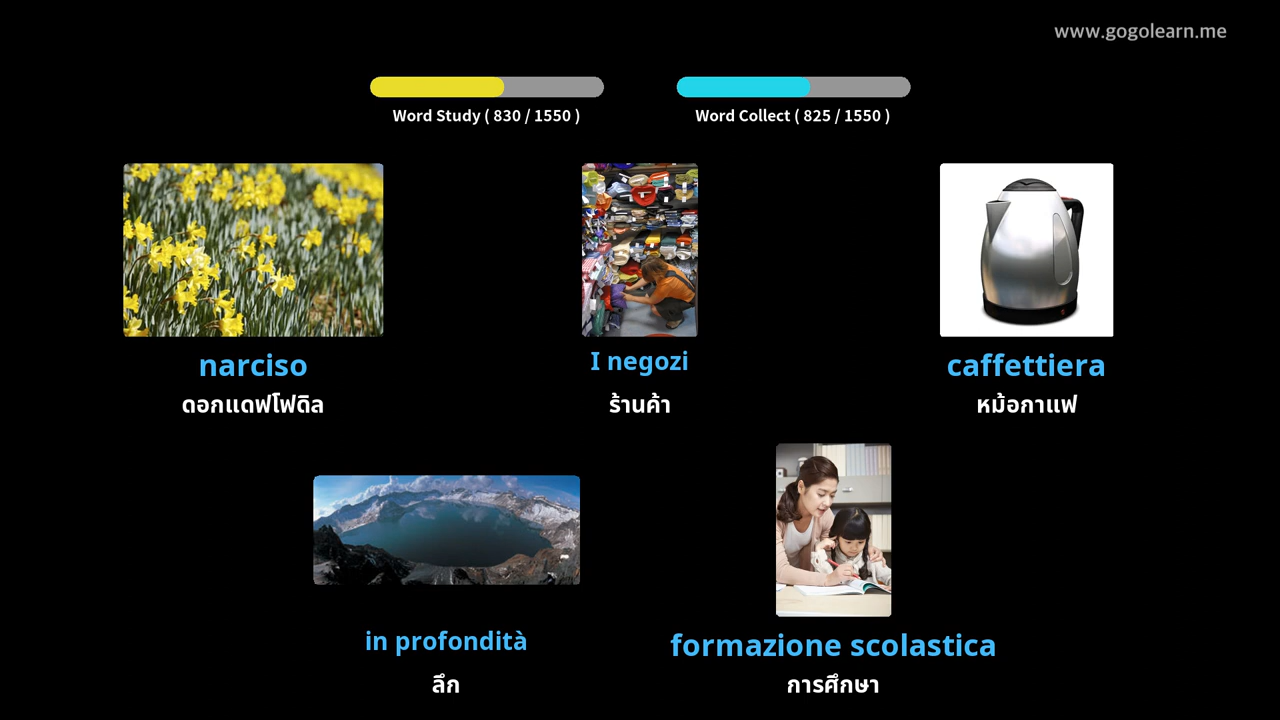 www.gogolearn.me
Word Study ( 830 / 1550 )
Word Collect ( 825 / 1550 )
narciso
ดอกแดฟโฟดิล
I negozi
ร้านค้า
caffettiera
หม้อกาแฟ
in profondità
ลึก
formazione scolastica
การศึกษา